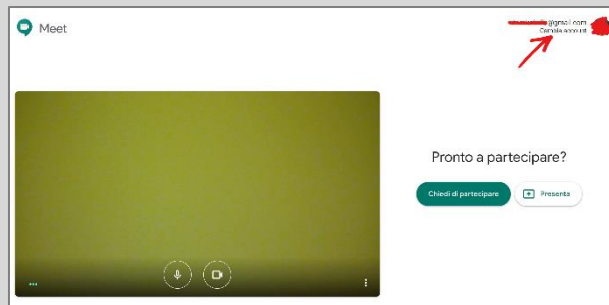 Meet
@gmail.com
Cambia account
Pronto a partecipare?
Chiedi di partecipare
Presenta